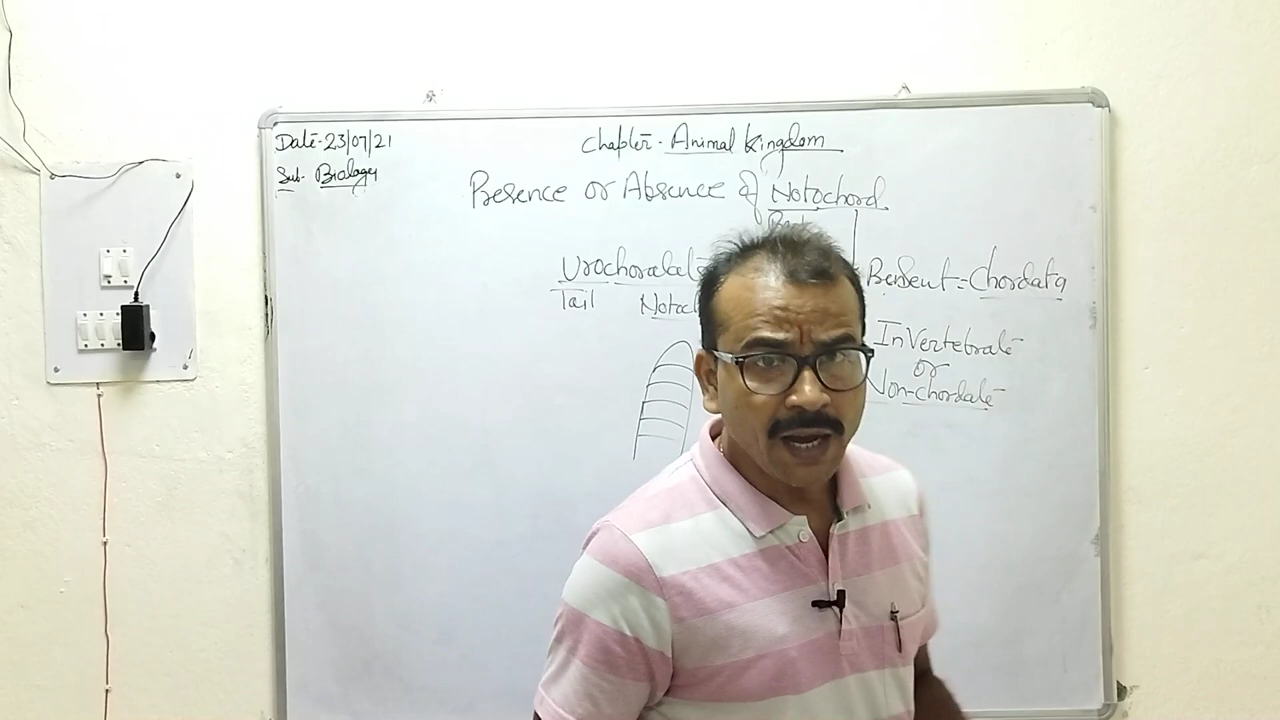 Date-23/07/21
Chapter- Animal Kingdom
Sub- Biology
Presence or Absence of Notochord
Urochordata
Present = Chordata
Tail
Invertebrate
or
Non-chordate